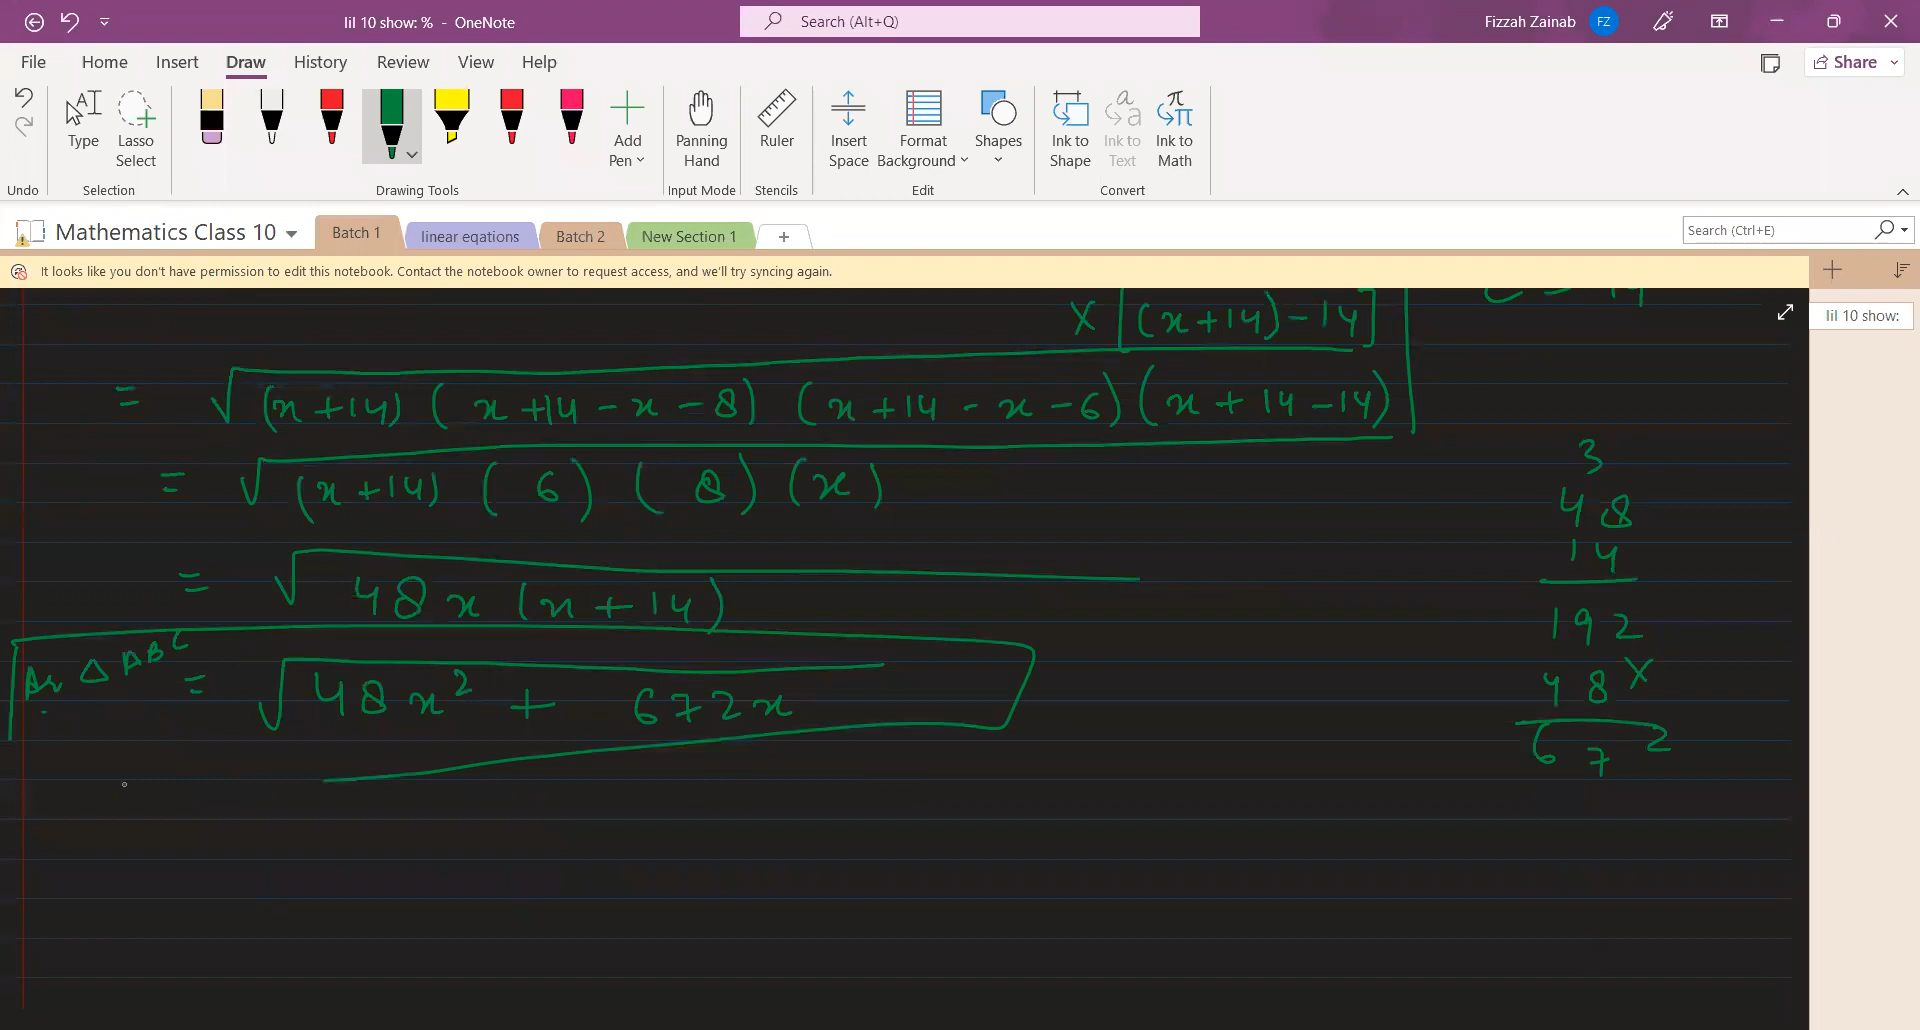 lil 10 show: % - OneNote
Search (Alt+Q)
Fizzah Zainab FZ
File Home Insert Draw History Review View Help
Share
Type
Lasso Select
Add Pen
Panning Hand
Ruler
Insert Space
Format Background
Shapes
Ink to Shape
Ink to Text
Ink to Math
Undo Selection Drawing Tools Input Mode Stencils Edit Convert
Mathematics Class 10 Batch 1 linear eqations Batch 2 New Section 1 +
Search (Ctrl+E)
It looks like you don't have permission to edit this notebook. Contact the notebook owner to request access, and we'll try syncing again.
lil 10 show:
× [(x+14)-14]
= √(x+14) (x+14-x-8) (x+14-x-6) (x+14-14)
= √(x+14) (6) (8) (x)
= √48x (x+14)
Ar △ ABC = √48x² + 672x
3
48
14
192
48×
672